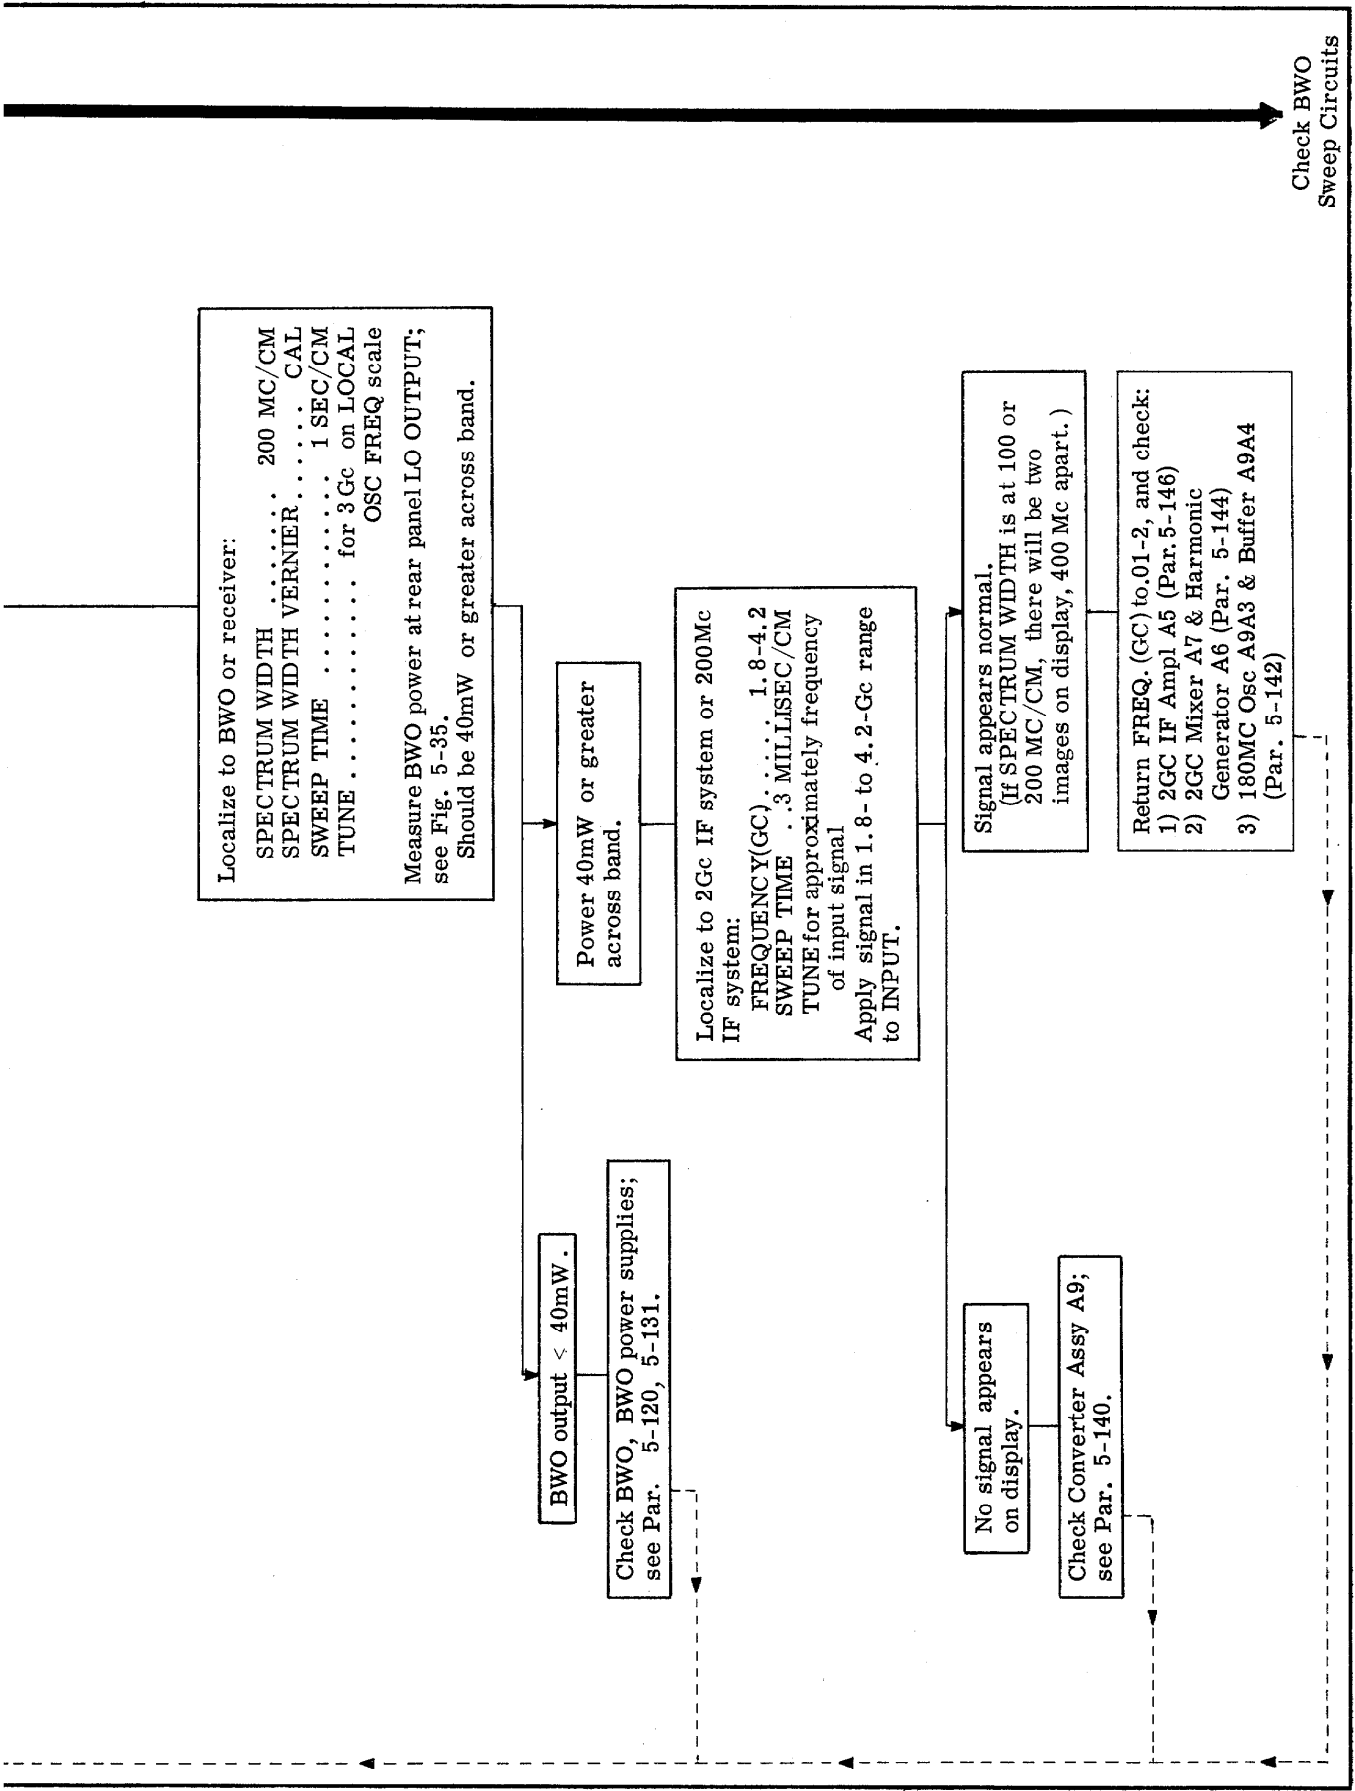 Localize to BWO or receiver:
SPECTRUM WIDTH ....... 200 MC/CM
SPECTRUM WIDTH VERNIER...... CAL
SWEEP TIME ............ 1 SEC/CM
TUNE ............ for 3 Gc on LOCAL
OSC FREQ scale
Measure BWO power at rear panel LO OUTPUT;
see Fig. 5-35.
Should be 40mW or greater across band.
BWO output < 40mW.
Check BWO, BWO power supplies;
see Par. 5-120, 5-131.
Power 40mW or greater
across band.
Localize to 2Gc IF system or 200Mc
IF system:
FREQUENCY(GC)..... 1.8-4.2
SWEEP TIME . .3 MILLISEC/CM
TUNE for approximately frequency
of input signal
Apply signal in 1.8- to 4.2-Gc range
to INPUT.
No signal appears
on display.
Check Converter Assy A9;
see Par. 5-140.
Signal appears normal.
(If SPECTRUM WIDTH is at 100 or
200 MC/CM, there will be two
images on display, 400 Mc apart. )
Return FREQ. (GC) to.01-2, and check:
1) 2GC IF Ampl A5 (Par. 5-146)
2) 2GC Mixer A7 & Harmonic
Generator A6 (Par. 5-144)
3) 180MC Osc A9A3 & Buffer A9A4
(Par. 5-142)
Check BWO
Sweep Circuits